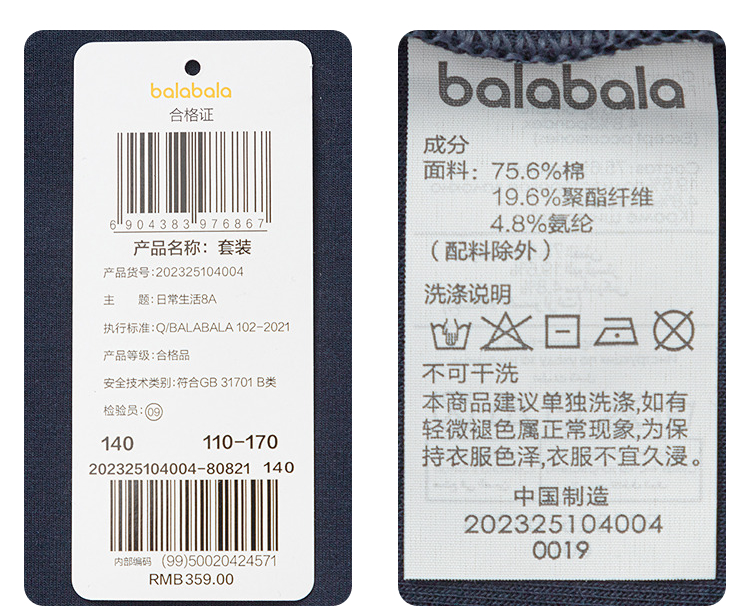 balabala
合格证
6904383976867
产品名称：套装
产品货号:202325104004
主 题:日常生活8A
执行标准:Q/BALABALA 102-2021
产品等级:合格品
安全技术类别:符合GB 31701 B类
检验员:09
140 110-170
202325104004-80821 140
内部编码 (99)50020424571
RMB359.00
balabala
成分
面料：75.6%棉
19.6%聚酯纤维
4.8%氨纶
（配料除外）
洗涤说明
不可干洗
本商品建议单独洗涤,如有
轻微褪色属正常现象,为保
持衣服色泽,衣服不宜久浸。
中国制造
202325104004
0019